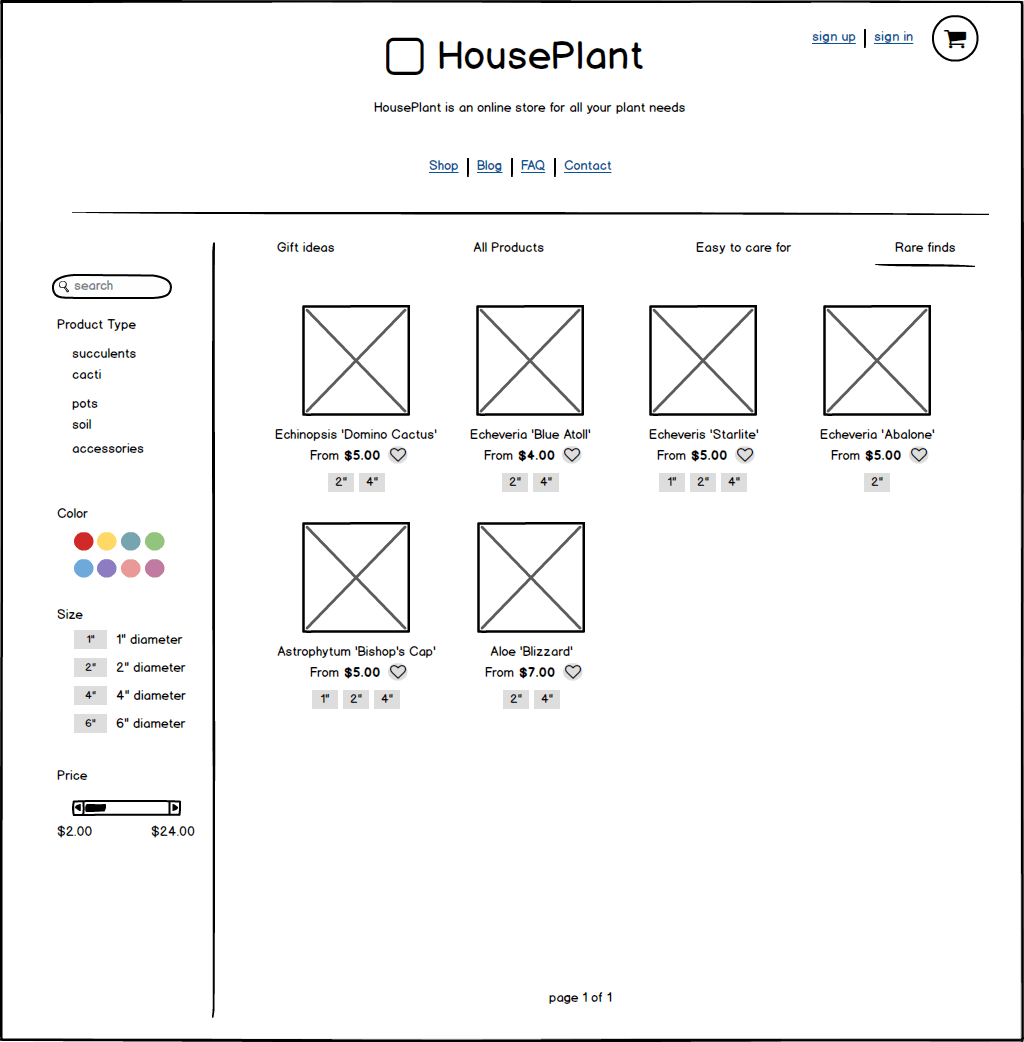 sign up | sign in
HousePlant
HousePlant is an online store for all your plant needs
Shop | Blog | FAQ | Contact
Gift ideas
All Products
Easy to care for
Rare finds
search
Product Type
succulents
cacti
pots
soil
accessories
Color
Size
1" 1" diameter
2" 2" diameter
4" 4" diameter
6" 6" diameter
Price
$2.00 $24.00
Echinopsis 'Domino Cactus'
From $5.00
2" 4"
Echeveria 'Blue Atoll'
From $4.00
2" 4"
Echeveris 'Starlite'
From $5.00
1" 2" 4"
Echeveria 'Abalone'
From $5.00
2"
Astrophytum 'Bishop's Cap'
From $5.00
1" 2" 4"
Aloe 'Blizzard'
From $7.00
2" 4"
page 1 of 1